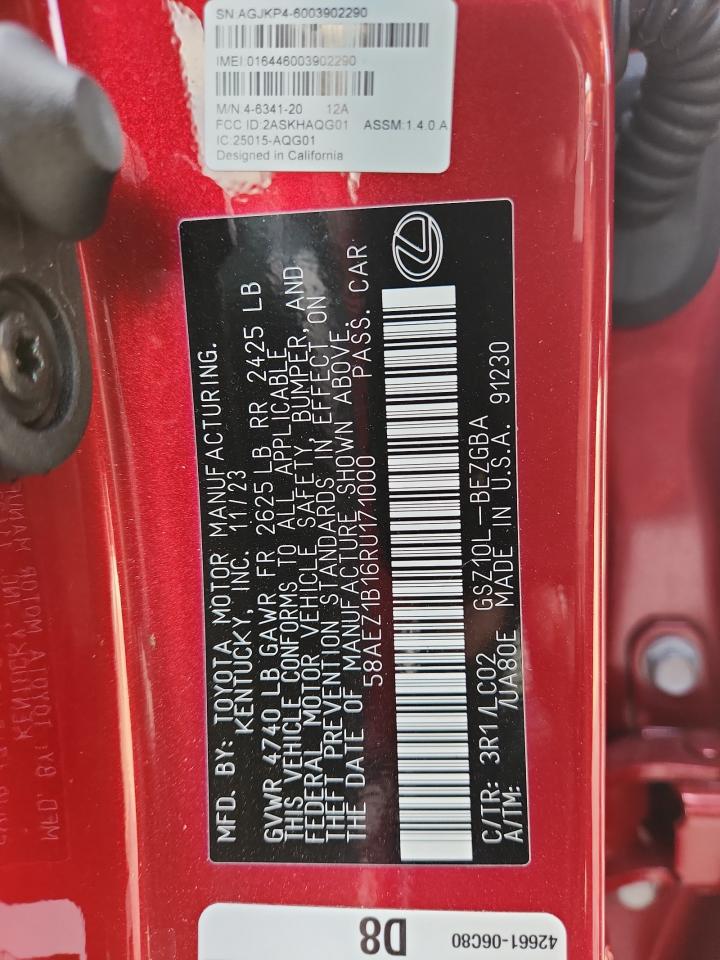 SN:AGJKP4-6003902290
IMEI:016446003902290
M/N:4-6341-20 12A
FCC ID:2ASKHAQG01 ASSM:1.4.0.A
IC:25015-AQG01
Designed in California
MFD. BY: TOYOTA MOTOR MANUFACTURING.
KENTUCKY, INC. 11/23
GVWR 4740 LB GAWR FR 2625 LB RR 2425 LB
THIS VEHICLE CONFORMS TO ALL APPLICABLE
FEDERAL MOTOR VEHICLE SAFETY, BUMPER, AND
THEFT PREVENTION STANDARDS IN EFFECT ON
THE DATE OF MANUFACTURE SHOWN ABOVE.
58AEZ1B16RU171000 PASS. CAR
C/TR: 3R1/LC02 GSZ10L-BEZGBA
A/TM: /UA80E MADE IN U.S.A. 91230
D8
42661-06C80